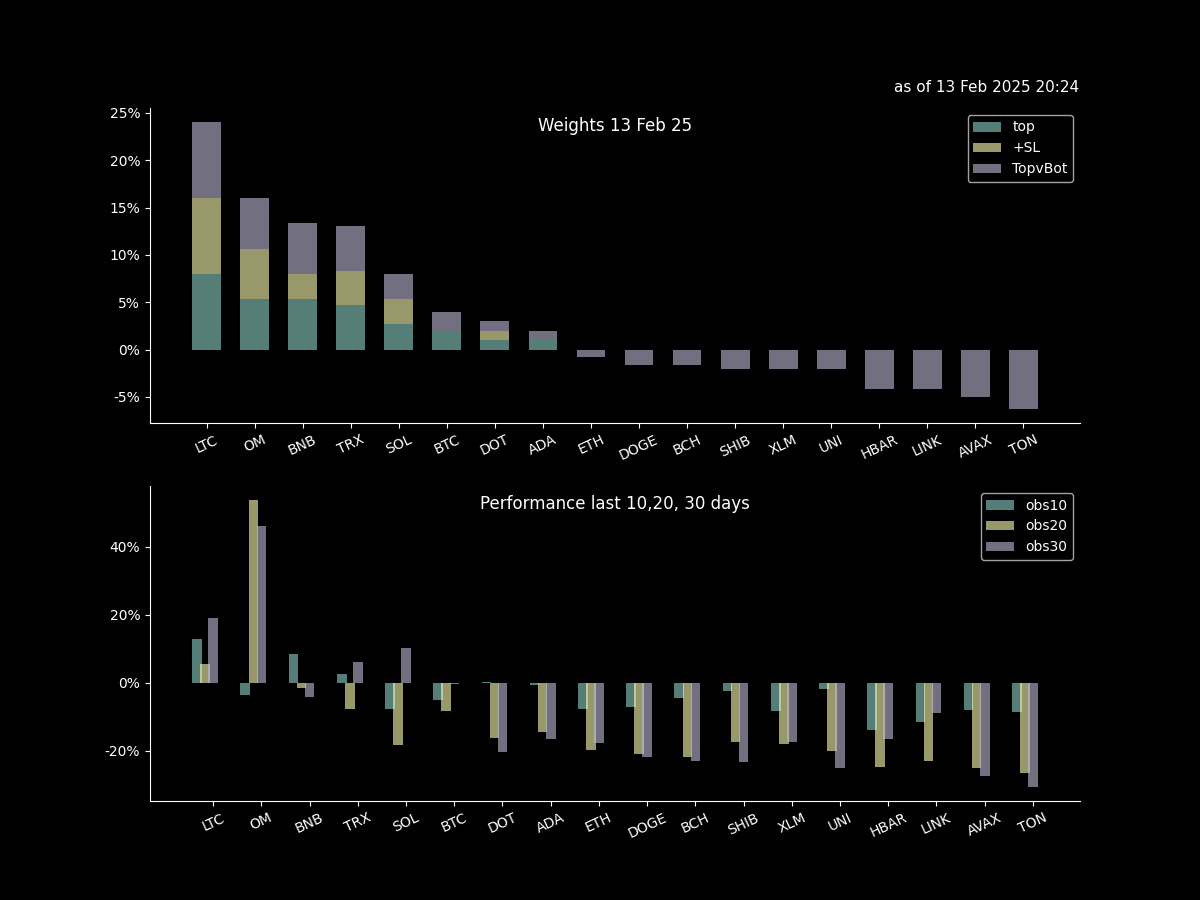 as of 13 Feb 2025 20:24
Weights 13 Feb 25
top
+SL
TopvBot
25%
20%
15%
10%
5%
0%
-5%
LTC OM BNB TRX SOL BTC DOT ADA ETH DOGE BCH SHIB XLM UNI HBAR LINK AVAX TON
Performance last 10,20, 30 days
obs10
obs20
obs30
40%
20%
0%
-20%
LTC OM BNB TRX SOL BTC DOT ADA ETH DOGE BCH SHIB XLM UNI HBAR LINK AVAX TON